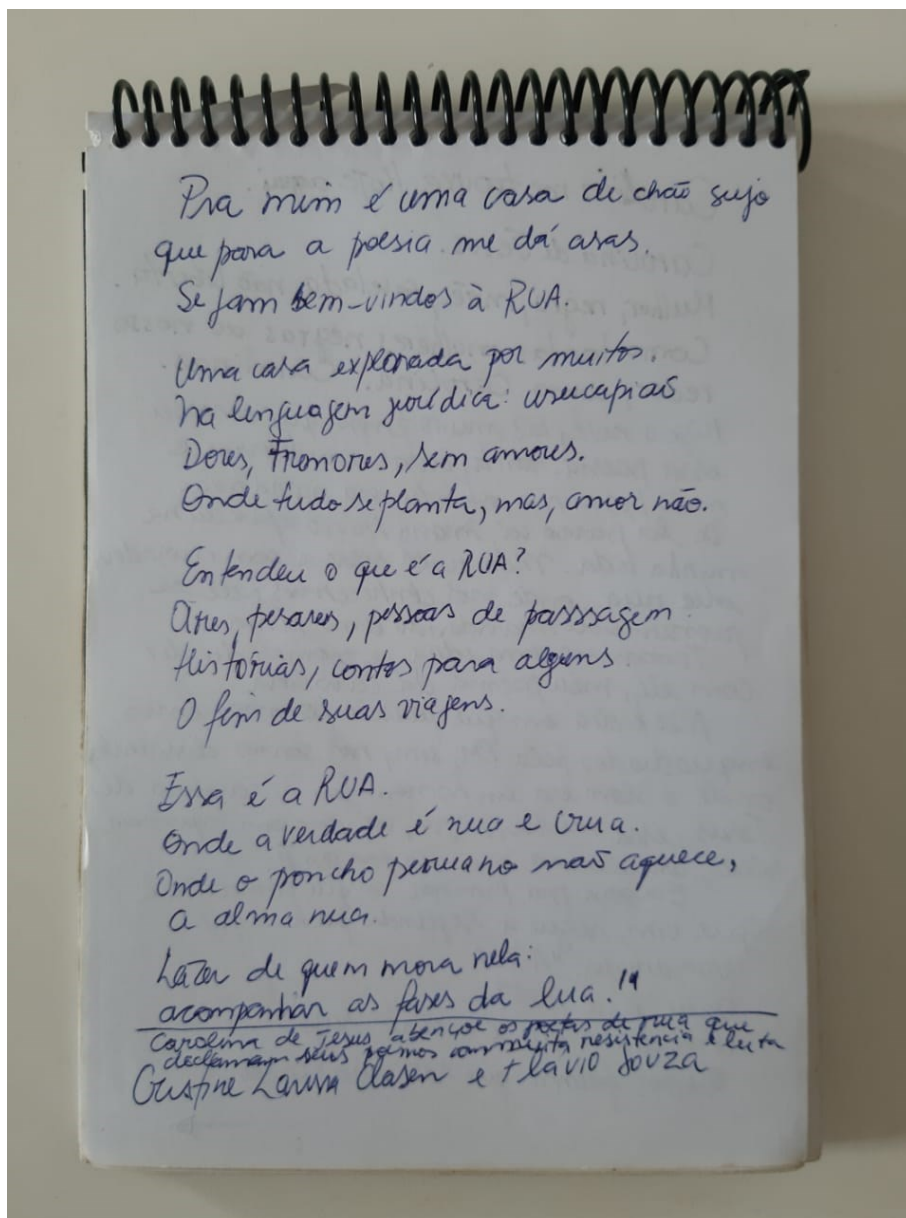 Pra mim é uma casa de chão sujo
que para a poesia me dá asas.
Sejam bem-vindos à RUA.
Uma casa explorada por muitos.
na lenguagem jurídica: usucapião
Dores, Tremores, sem amores.
Onde tudo se planta, mas, amor não.
Entendeu o que é a RUA?
Ares, pesares, pessoas de passsagem.
Histórias, contos para alguns
O fim de suas viagens.
Essa é a RUA.
Onde a verdade é nua e crua.
Onde o poncho peruano não aquece,
a alma nua.
Lazer de quem mora nela:
acompanhar as fases da lua."
Carolina de Jesus abençoe os poetas de rua que
declamam seus poemas com muita resistência e luta
Cristine Larissa Clasen e Flavio Souza